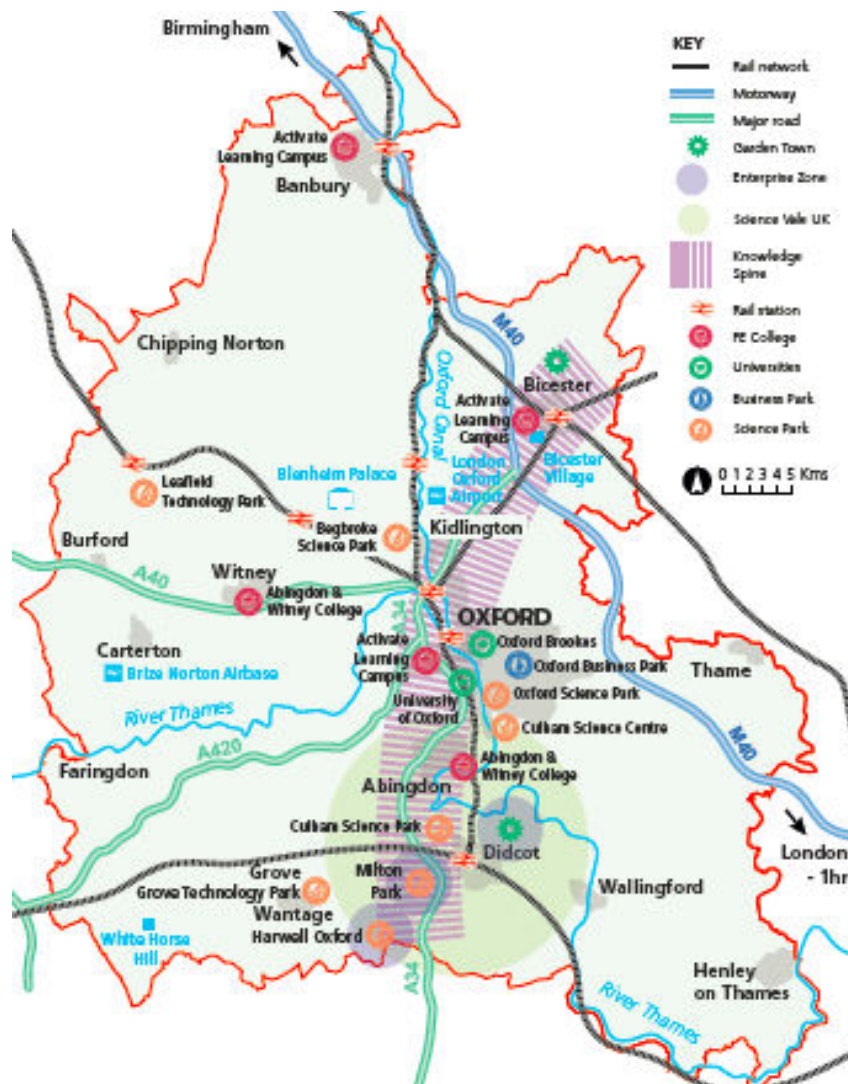 Birmingham
KEY
Rail network
Motorway
Major road
Garden Town
Enterprise Zone
Science Vale UK
Knowledge
Spine
Rail station
FE College
Universities
Business Park
Science Park
0 1 2 3 4 5 Kms
Activate
Learning Campus
Banbury
M40
Chipping Norton
Oxford Canal
Bicester
Activate
Learning
Campus
Bicester
Village
Leafield
Technology Park
Blenheim Palace
London
Oxford
Airport
Begbroke
Science Park
Kidlington
Burford
A40
Witney
Abingdon &
Witney College
A34
OXFORD
Oxford Brookes
Carterton
Brize Norton Airbase
Activate
Learning
Campus
Oxford Business Park
Thame
University
of Oxford
Oxford Science Park
River Thames
Culham Science Centre
M40
A420
Faringdon
Abingdon &
Witney College
Abingdon
Culham Science Park
Didcot
London
- 1hr
Grove
Grove Technology Park
Milton
Park
Wallingford
Wantage
Harwell Oxford
White Horse
Hill
A34
Henley
on Thames
River Thames